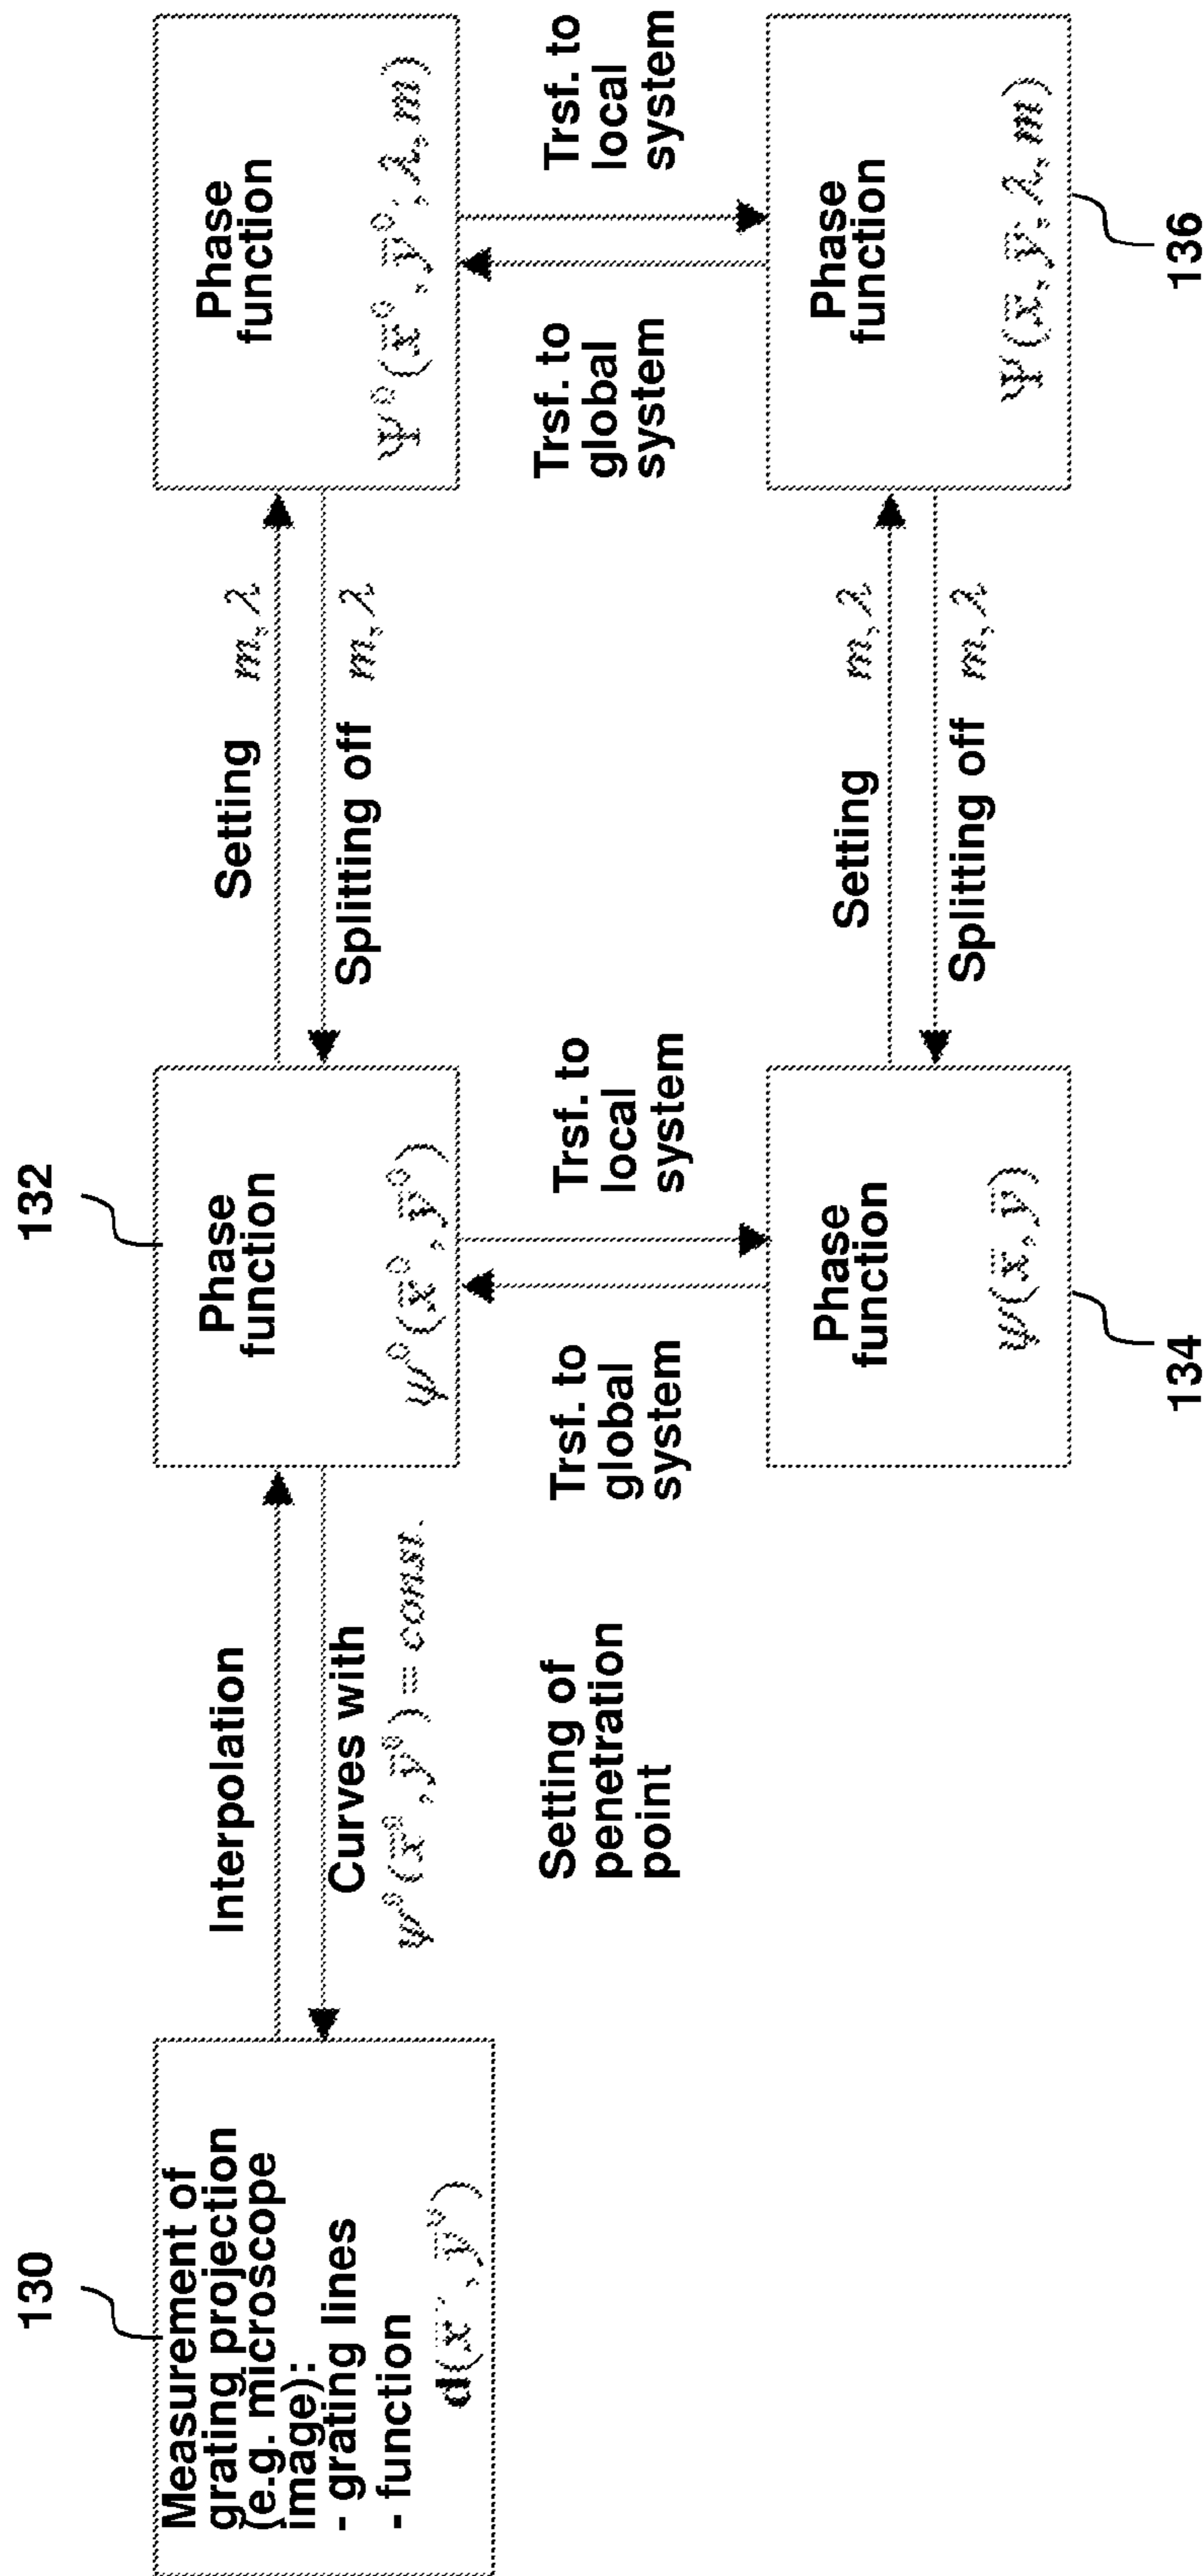 130
Measurement of
grating projection
(e.g. microscope
image):
- grating lines
- function
d(x̄⁰, ȳ⁰)
Interpolation
Curves with
ψ⁰(x̄⁰, ȳ⁰) = const.
Setting of
penetration
point
132
Phase
function
ψ⁰(x̄⁰, ȳ⁰)
Trsf. to
global
system
Trsf. to
local
system
Phase
function
ψ(x̄, ȳ)
134
Setting m, λ
Splitting off m, λ
Setting m, λ
Splitting off m, λ
Phase
function
Ψ⁰(x̄⁰, ȳ⁰; λ, m)
Trsf. to
global
system
Trsf. to
local
system
Phase
function
Ψ(x̄, ȳ; λ, m)
136